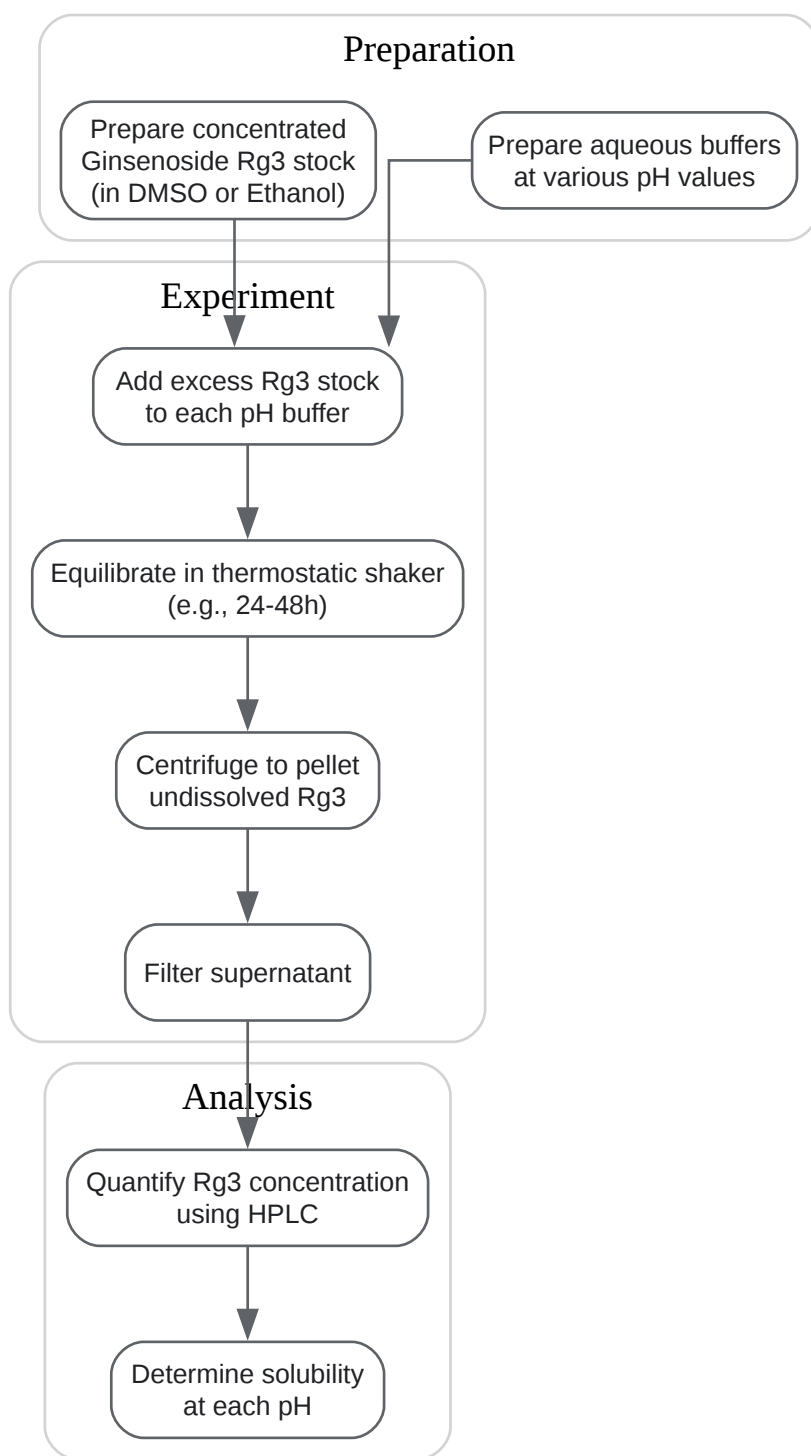 Preparation
Prepare concentrated
Ginsenoside Rg3 stock
(in DMSO or Ethanol)
Prepare aqueous buffers
at various pH values
Experiment
Add excess Rg3 stock
to each pH buffer
Equilibrate in thermostatic shaker
(e.g., 24-48h)
Centrifuge to pellet
undissolved Rg3
Filter supernatant
Analysis
Quantify Rg3 concentration
using HPLC
Determine solubility
at each pH